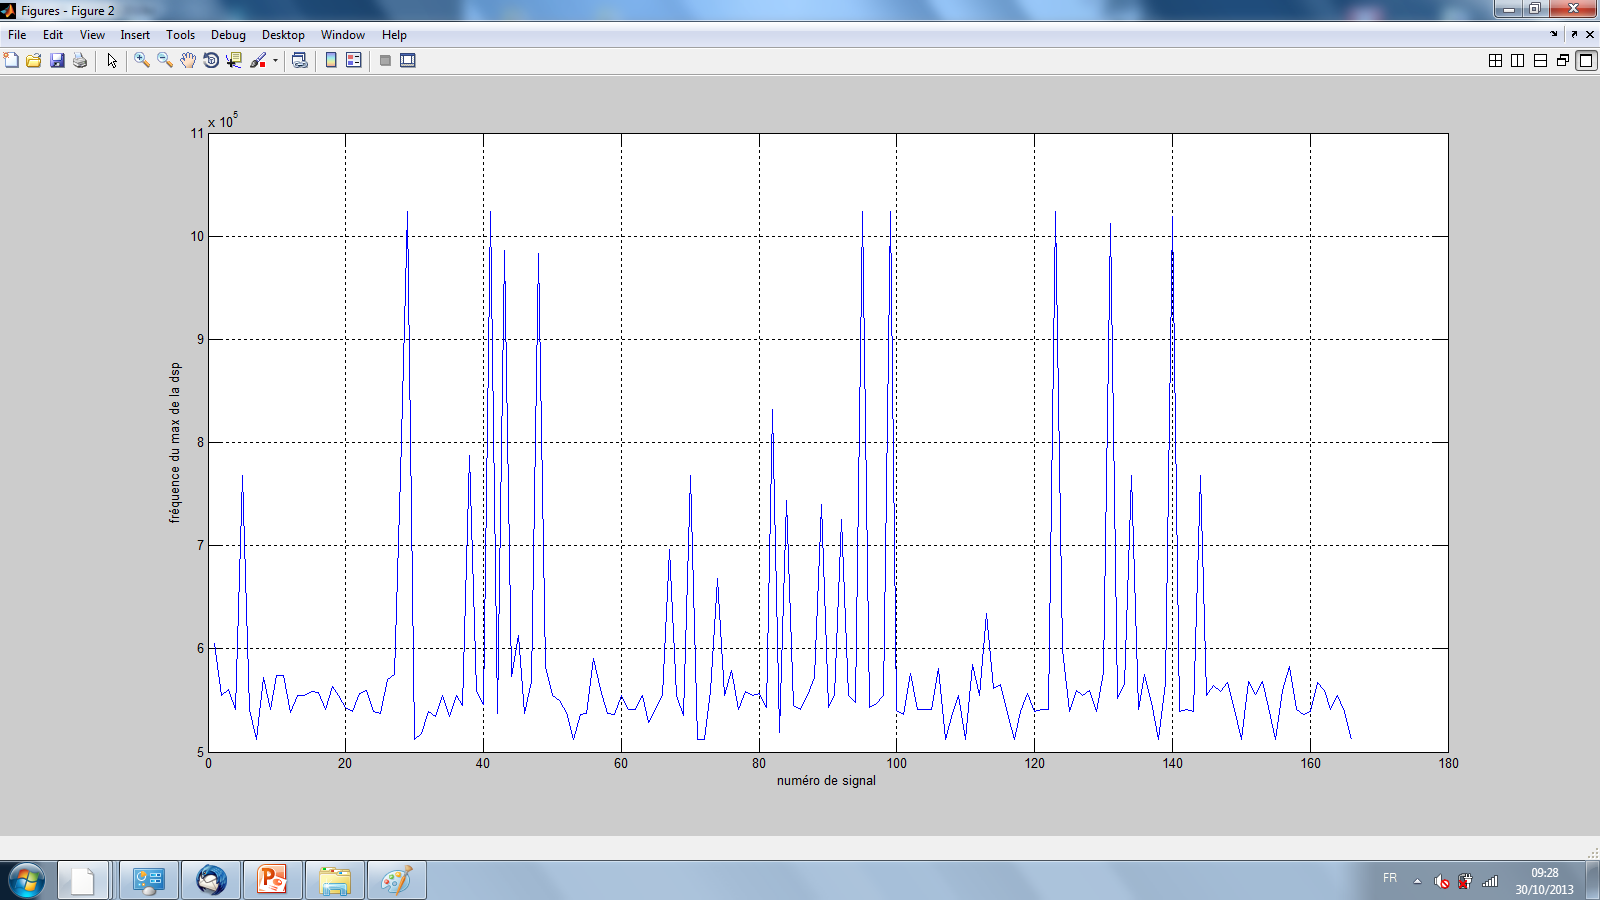 Figures - Figure 2
File Edit View Insert Tools Debug Desktop Window Help
x 10^5
11
10
9
8
7
6
5
fréquence du max de la dsp
0 20 40 60 80 100 120 140 160 180
numéro de signal
FR
09:28
30/10/2013